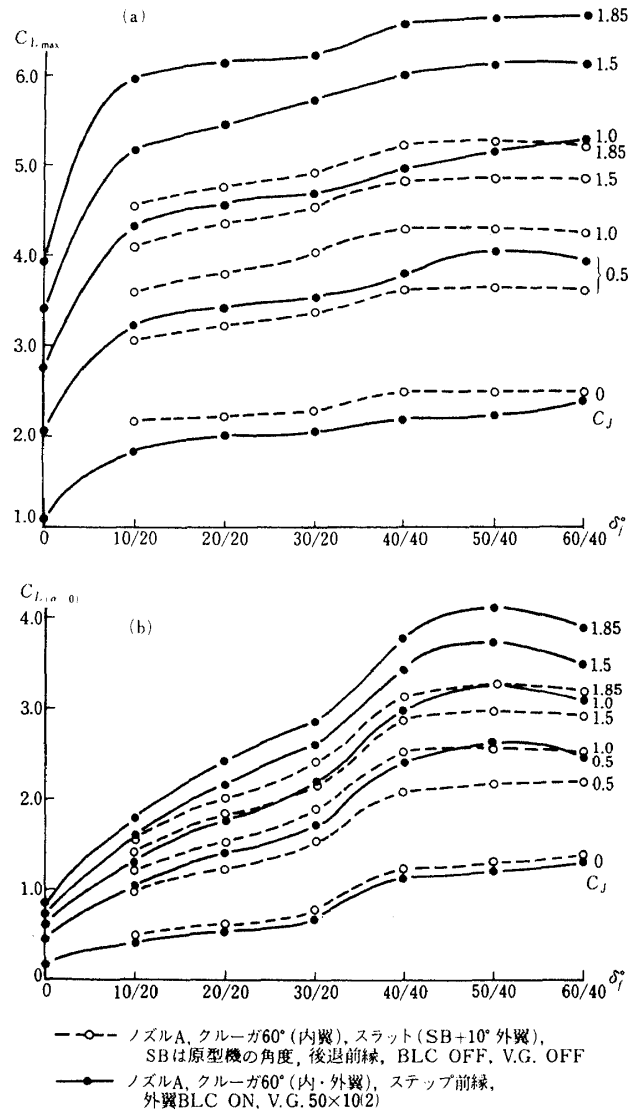 C_L max
(a)
6.0
5.0
4.0
3.0
2.0
1.0
1.85
1.5
1.0
1.85
1.5
1.0
0.5
0
C_J
0 10/20 20/20 30/20 40/40 50/40 60/40 δ_f°
C_L(α=0)
(b)
4.0
3.0
2.0
1.0
0
1.85
1.5
1.85
1.0
1.5
1.0
0.5
0.5
0
C_J
0 10/20 20/20 30/20 40/40 50/40 60/40 δ_f°
ノズルA, クルーガ60°(内翼), スラット(SB+10°外翼),
SBは原型機の角度, 後退前縁, BLC OFF, V.G. OFF
ノズルA, クルーガ60°(内・外翼), ステップ前縁,
外翼BLC ON, V.G. 50×10(2)